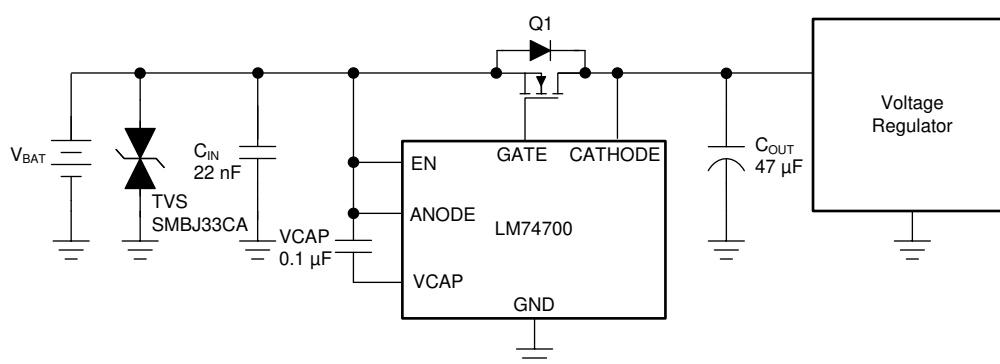 Q1
Voltage
Regulator
V_BAT
C_IN
22 nF
TVS
SMBJ33CA
EN
GATE
CATHODE
ANODE
LM74700
VCAP
0.1 µF
VCAP
GND
C_OUT
47 µF